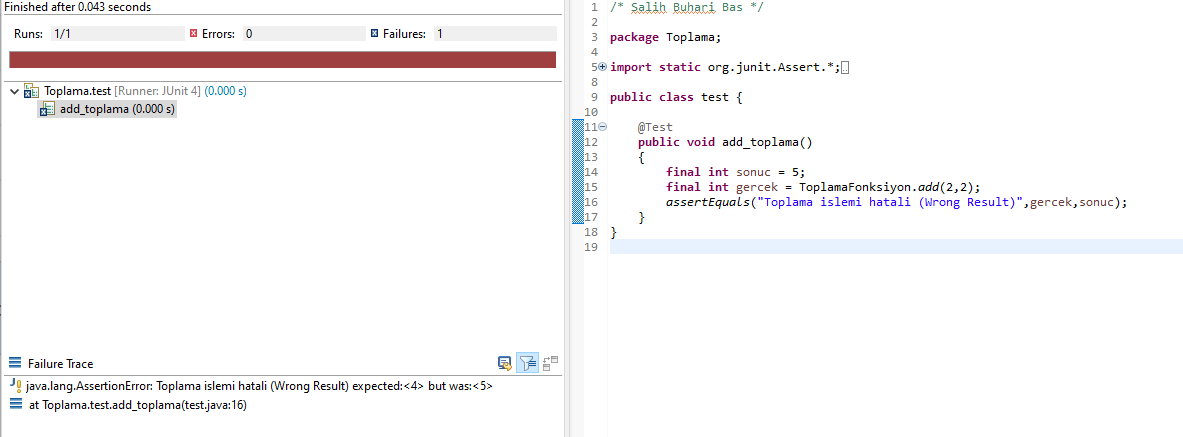 Finished after 0.043 seconds
Runs: 1/1 Errors: 0 Failures: 1
Toplama.test [Runner: JUnit 4] (0.000 s)
add_toplama (0.000 s)
Failure Trace
java.lang.AssertionError: Toplama islemi hatali (Wrong Result) expected:<4> but was:<5>
at Toplama.test.add_toplama(test.java:16)
1 /* Salih Buhari Bas */
2
3 package Toplama;
4
5 import static org.junit.Assert.*;
8
9 public class test {
10
11 @Test
12 public void add_toplama()
13 {
14 final int sonuc = 5;
15 final int gercek = ToplamaFonksiyon.add(2,2);
16 assertEquals("Toplama islemi hatali (Wrong Result)",gercek,sonuc);
17 }
18 }
19